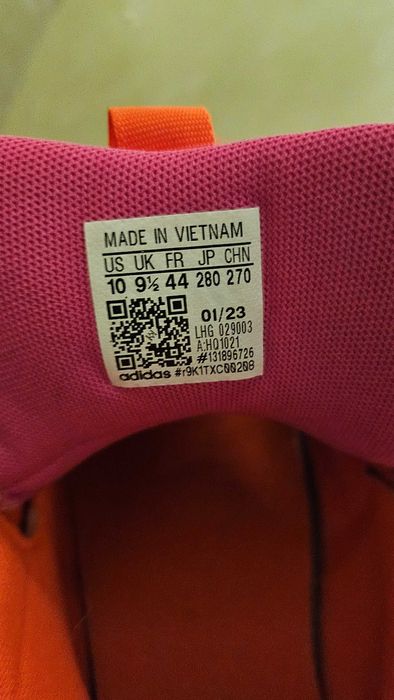 MADE IN VIETNAM
US UK FR JP CHN
10 9½ 44 280 270
01/23
LHG 029003
A:HQ1021
#131896726
adidas #r9K1TXC00208